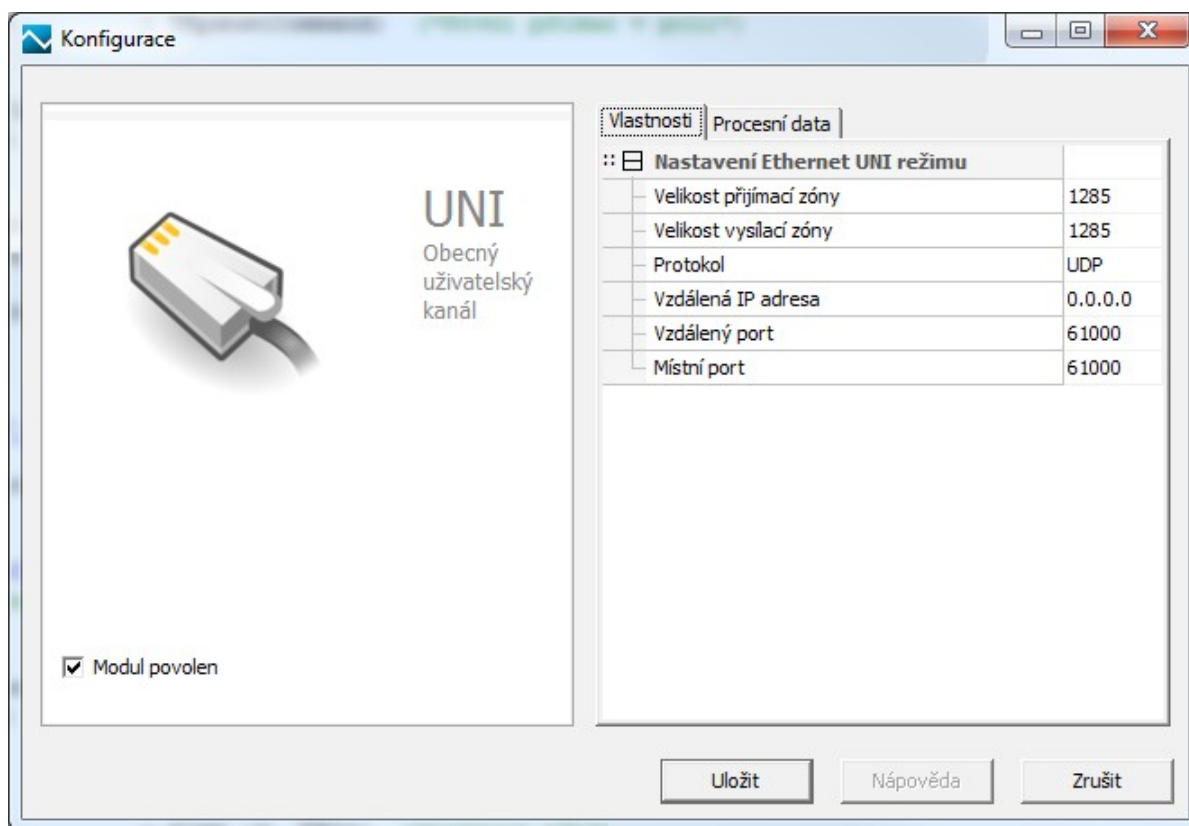 Konfigurace
UNI
Obecný
uživatelský
kanál
Modul povolen
Vlastnosti Procesní data
Nastavení Ethernet UNI režimu
Velikost přijímací zóny 1285
Velikost vysílací zóny 1285
Protokol UDP
Vzdálená IP adresa 0.0.0.0
Vzdálený port 61000
Místní port 61000
Uložit Nápověda Zrušit